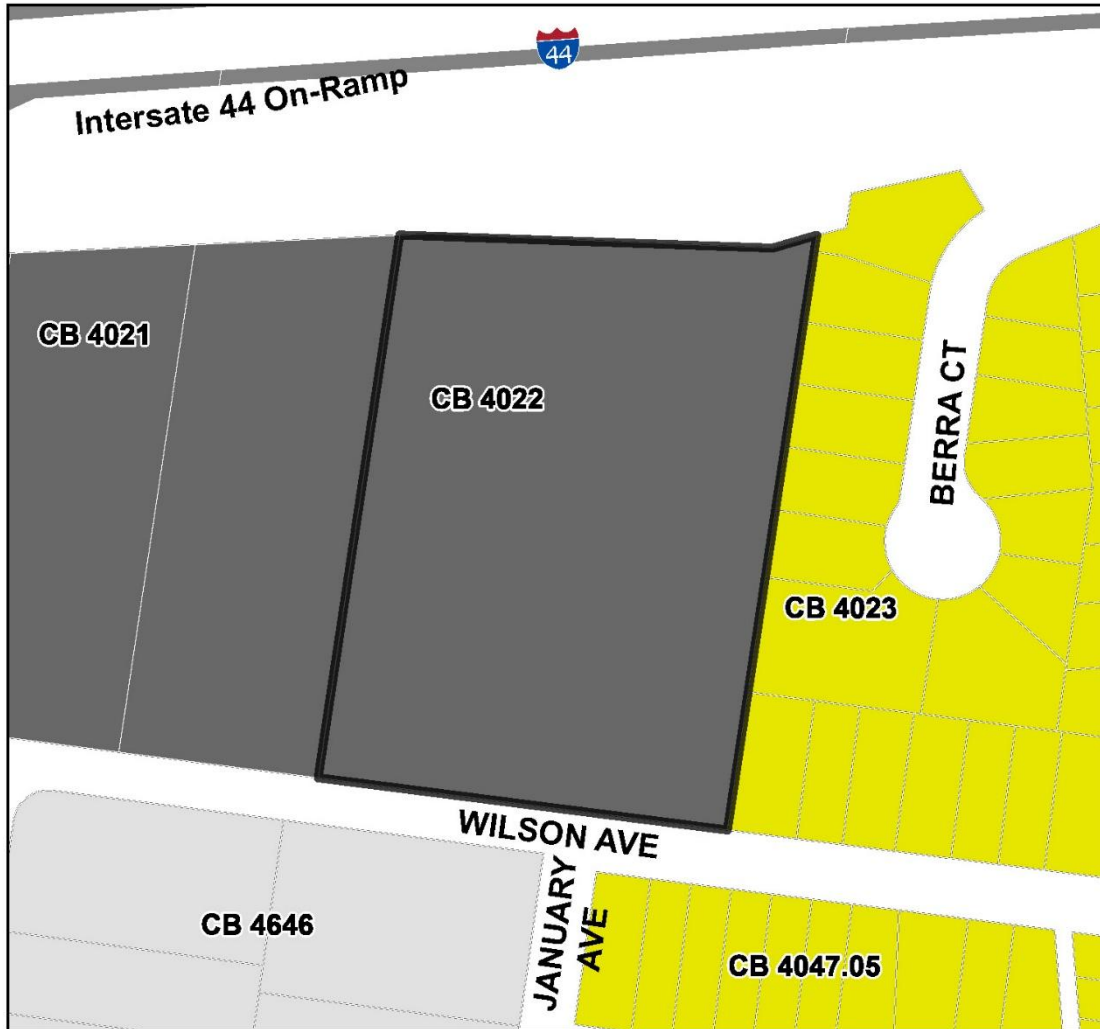 44
Intersate 44 On-Ramp
CB 4021
CB 4022
BERRA CT
CB 4023
WILSON AVE
JANUARY
AVE
CB 4646
CB 4047.05